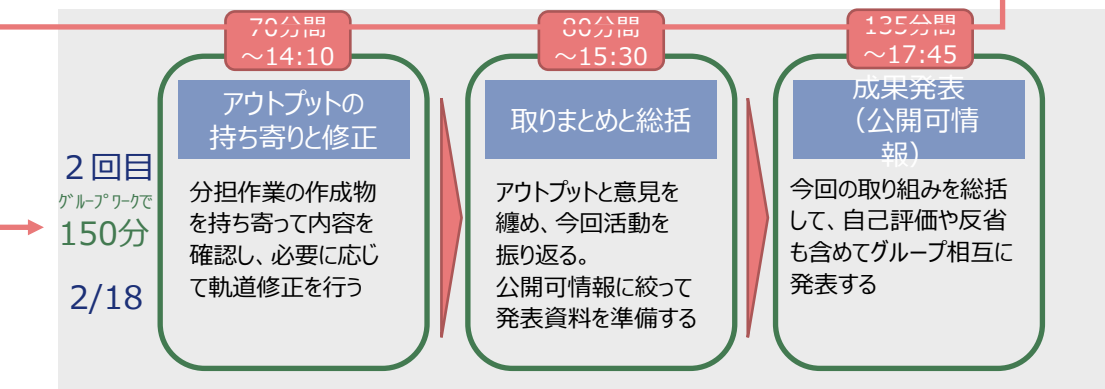 70分間
～14:10
80分間
～15:30
135分間
～17:45
２回目
ｸﾞﾙｰﾌﾟﾜｰｸで
150分
2/18
アウトプットの
持ち寄りと修正
分担作業の作成物
を持ち寄って内容を
確認し、必要に応じ
て軌道修正を行う
取りまとめと総括
アウトプットと意見を
纏め、今回活動を
振り返る。
公開可情報に絞って
発表資料を準備する
成果発表
（公開可情
報）
今回の取り組みを総括
して、自己評価や反省
も含めてグループ相互に
発表する